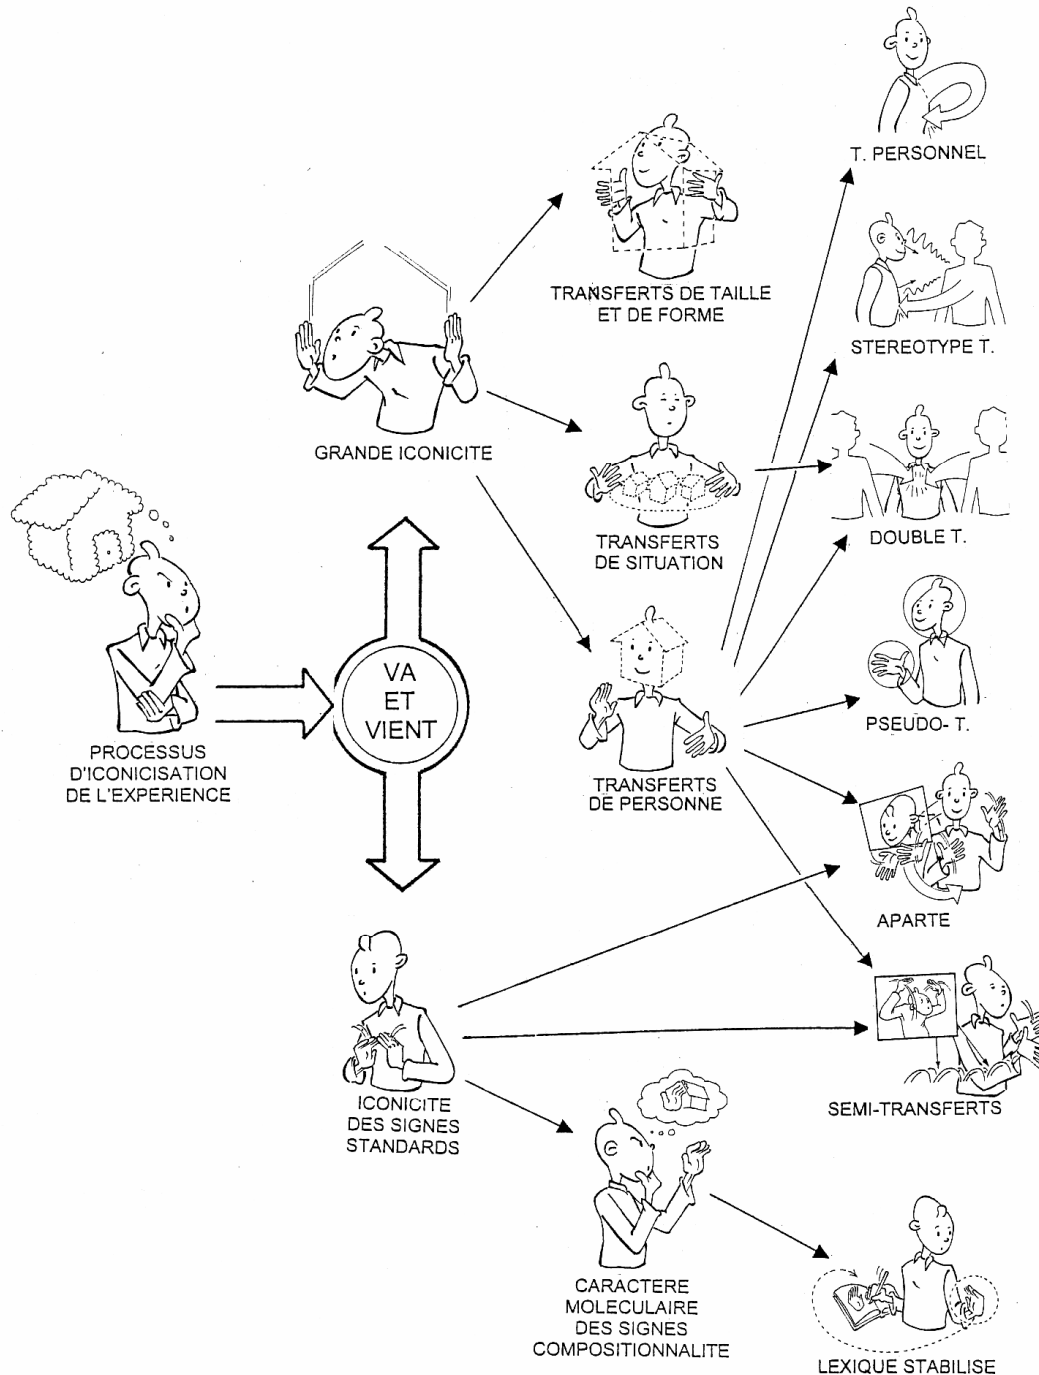 T. PERSONNEL
TRANSFERTS DE TAILLE
ET DE FORME
STEREOTYPE T.
GRANDE ICONICITE
TRANSFERTS
DE SITUATION
DOUBLE T.
VA
ET
VIENT
PROCESSUS
D'ICONICISATION
DE L'EXPERIENCE
TRANSFERTS
DE PERSONNE
PSEUDO- T.
APARTE
ICONICITE
DES SIGNES
STANDARDS
SEMI-TRANSFERTS
CARACTERE
MOLECULAIRE
DES SIGNES
COMPOSITIONNALITE
LEXIQUE STABILISE